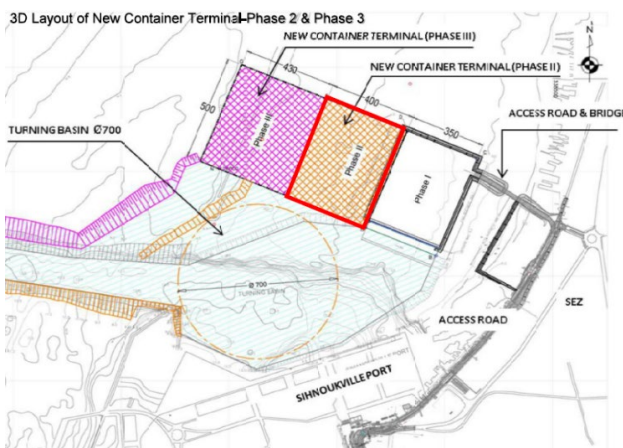 3D Layout of New Container Terminal-Phase 2 & Phase 3
NEW CONTAINER TERMINAL (PHASE III)
NEW CONTAINER TERMINAL (PHASE II)
N
430
400
350
500
ACCESS ROAD & BRIDGE
TURNING BASIN Ø700
Phase III
Phase II
Phase I
Ø 700
TURNING BASIN
ACCESS ROAD
SEZ
SIHNOUKVILLE PORT